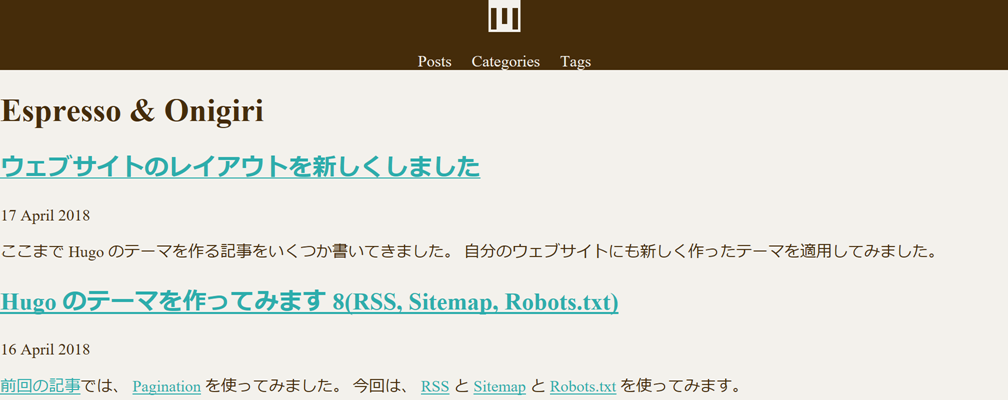 Posts Categories Tags
Espresso & Onigiri
ウェブサイトのレイアウトを新しくしました
17 April 2018
ここまで Hugo のテーマを作る記事をいくつか書いてきました。 自分のウェブサイトにも新しく作ったテーマを適用してみました。
Hugo のテーマを作ってみます 8(RSS, Sitemap, Robots.txt)
16 April 2018
前回の記事では、 Pagination を使ってみました。 今回は、 RSS と Sitemap と Robots.txt を使ってみます。